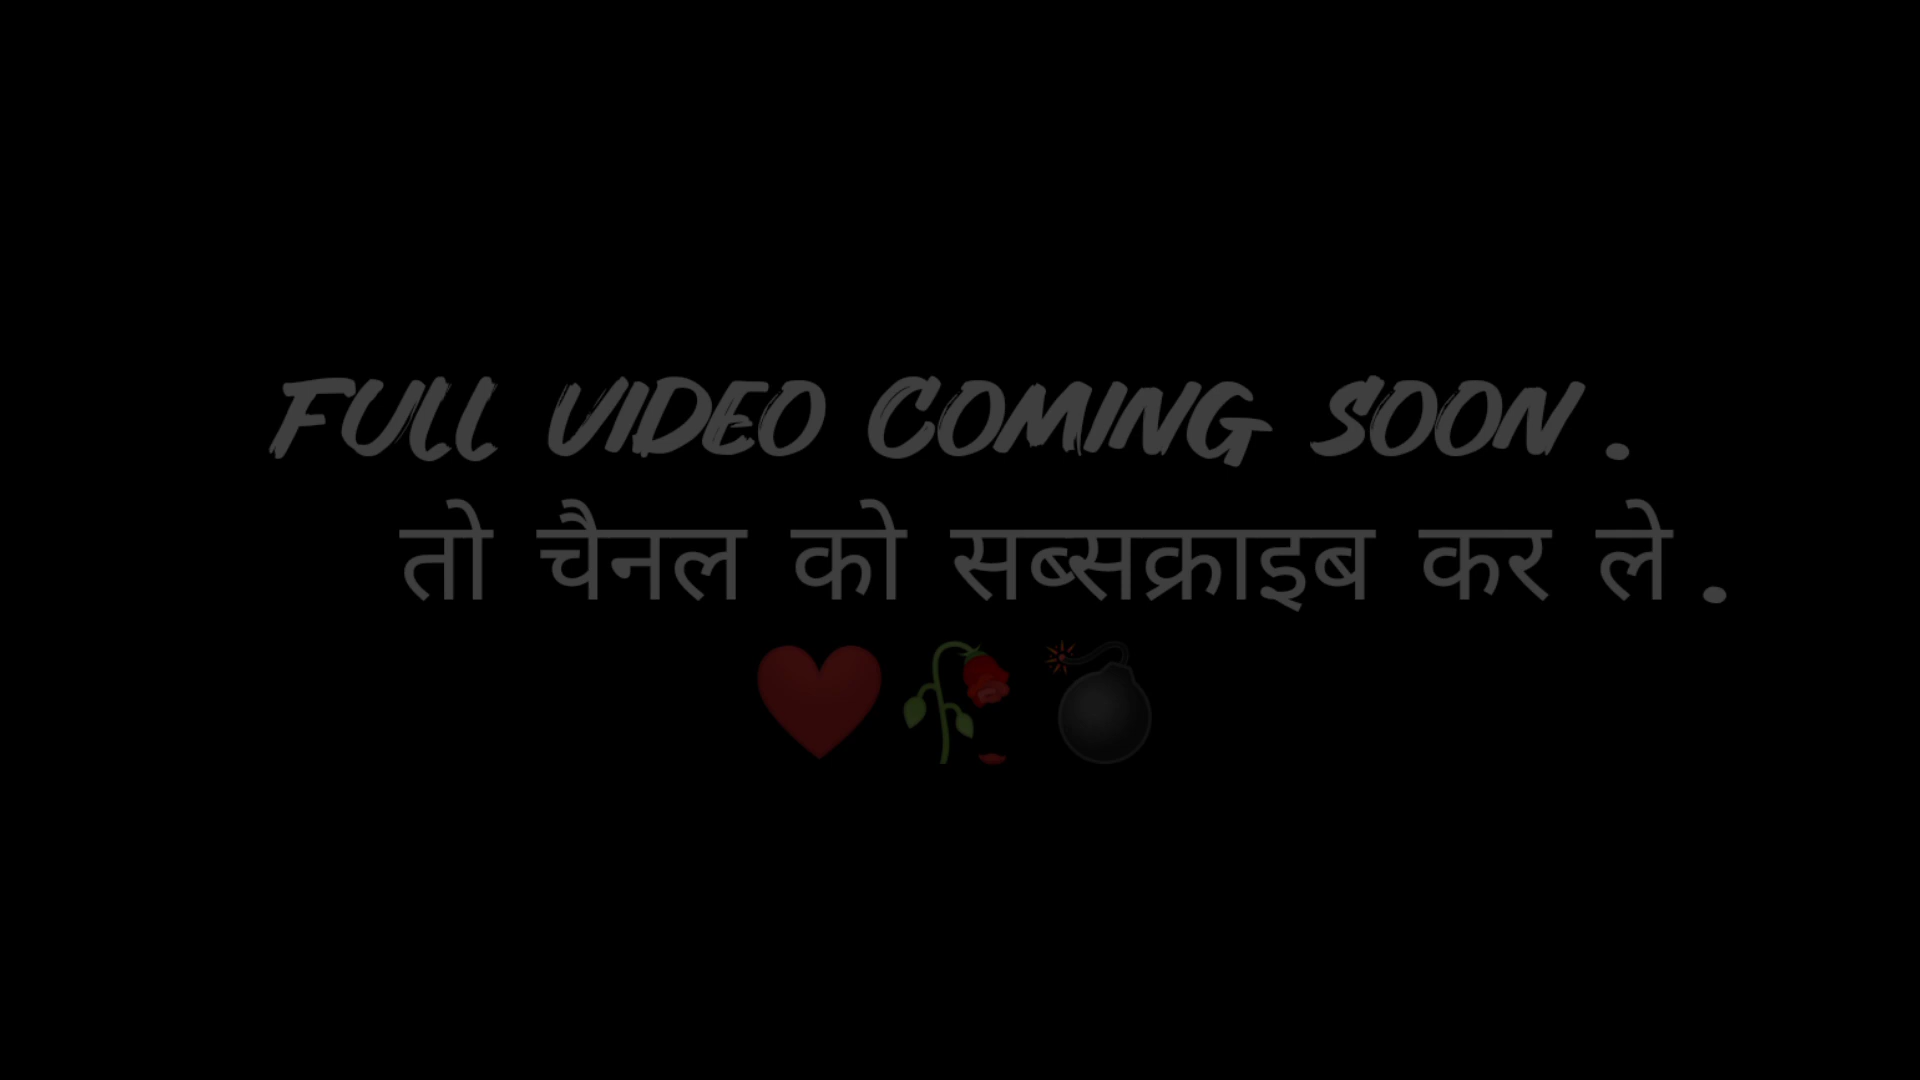 FULL VIDEO COMING SOON .
तो चैनल को सब्सक्राइब कर ले .
❤️🥀💣